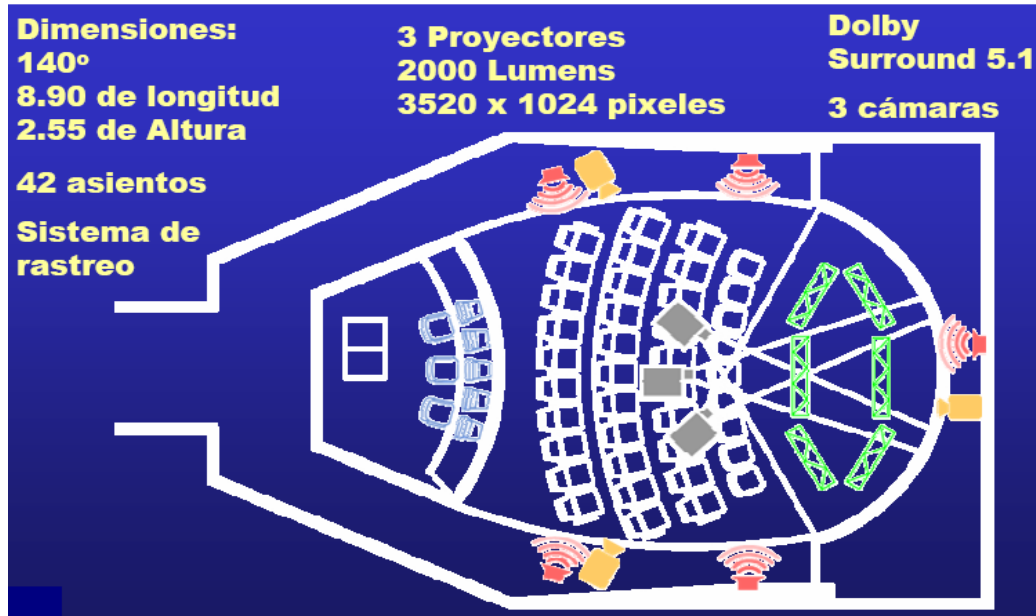 Dimensiones:
140º
8.90 de longitud
2.55 de Altura
42 asientos
Sistema de
rastreo
3 Proyectores
2000 Lumens
3520 x 1024 pixeles
Dolby
Surround 5.1
3 cámaras